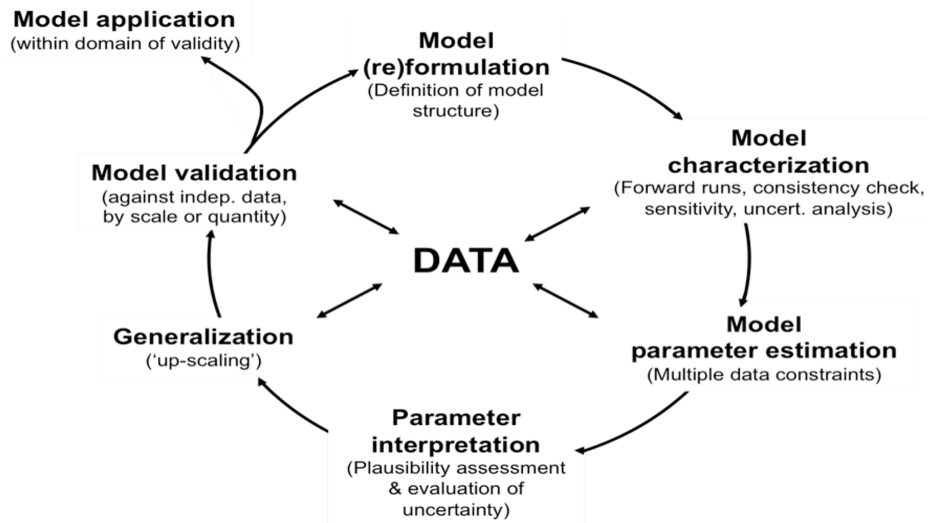 Model application
(within domain of validity)
Model
(re)formulation
(Definition of model
structure)
Model
characterization
(Forward runs, consistency check,
sensitivity, uncert. analysis)
Model validation
(against indep. data,
by scale or quantity)
DATA
Generalization
(‘up-scaling’)
Model
parameter estimation
(Multiple data constraints)
Parameter
interpretation
(Plausibility assessment
& evaluation of
uncertainty)